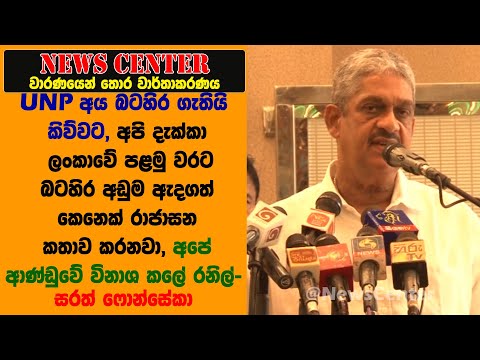 NEWS CENTER
වාරණයෙන් තොර වාර්තාකරණය
UNP අය බටහිර ගැතියි
කිව්වට, අපි දැක්කා
ලංකාවේ පළමු වරට
බටහිර අඩුම ඇදගත්
කෙනෙක් රාජාසන
කතාව කරනවා, අපේ
ආණ්ඩුවේ විනාශ කලේ රනිල්-
සරත් ෆොන්සේකා
@NewsCenter